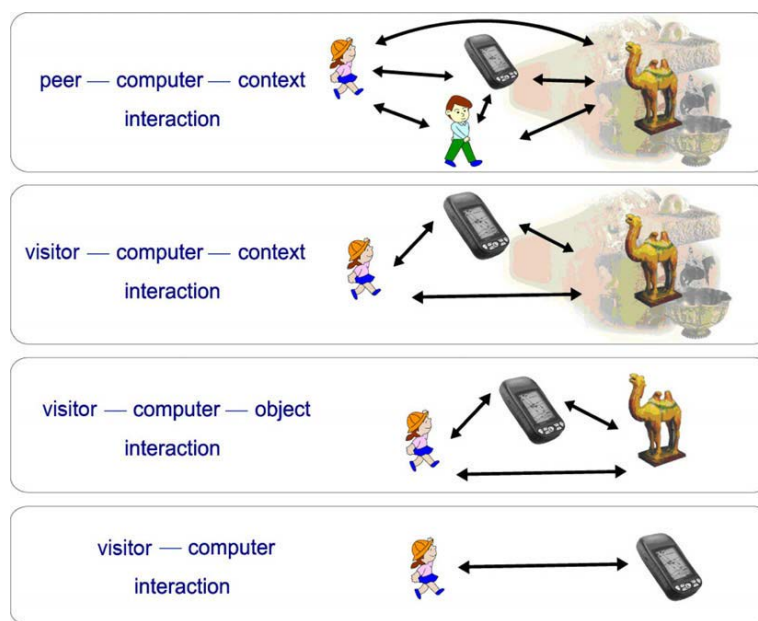 peer — computer — context
interaction
visitor — computer — context
interaction
visitor — computer — object
interaction
visitor — computer
interaction